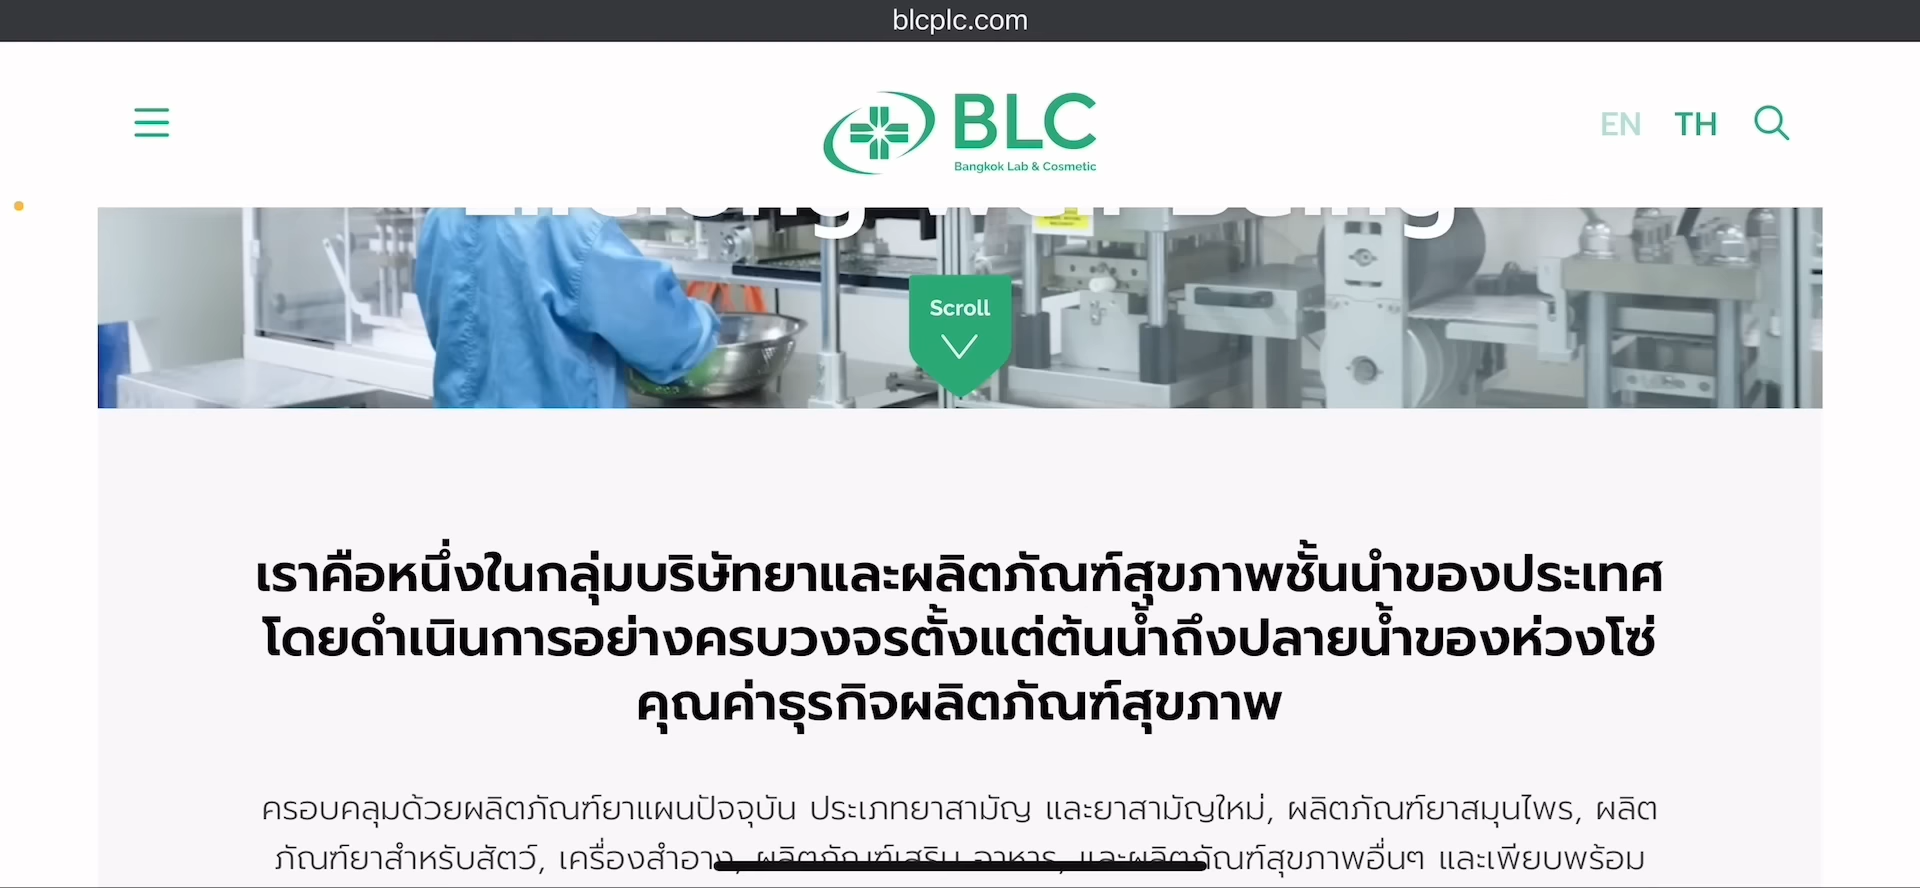 blcplc.com
BLC
Bangkok Lab & Cosmetic
EN TH
Lifelong Well-Being
Scroll
เราคือหนึ่งในกลุ่มบริษัทยาและผลิตภัณฑ์สุขภาพชั้นนำของประเทศ
โดยดำเนินการอย่างครบวงจรตั้งแต่ต้นน้ำถึงปลายน้ำของห่วงโซ่
คุณค่าธุรกิจผลิตภัณฑ์สุขภาพ
ครอบคลุมด้วยผลิตภัณฑ์ยาแผนปัจจุบัน ประเภทยาสามัญ และยาสามัญใหม่, ผลิตภัณฑ์ยาสมุนไพร, ผลิต
ภัณฑ์ยาสำหรับสัตว์, เครื่องสำอาง, ผลิตภัณฑ์เสริม อาหาร, และผลิตภัณฑ์สุขภาพอื่นๆ และเพียบพร้อม